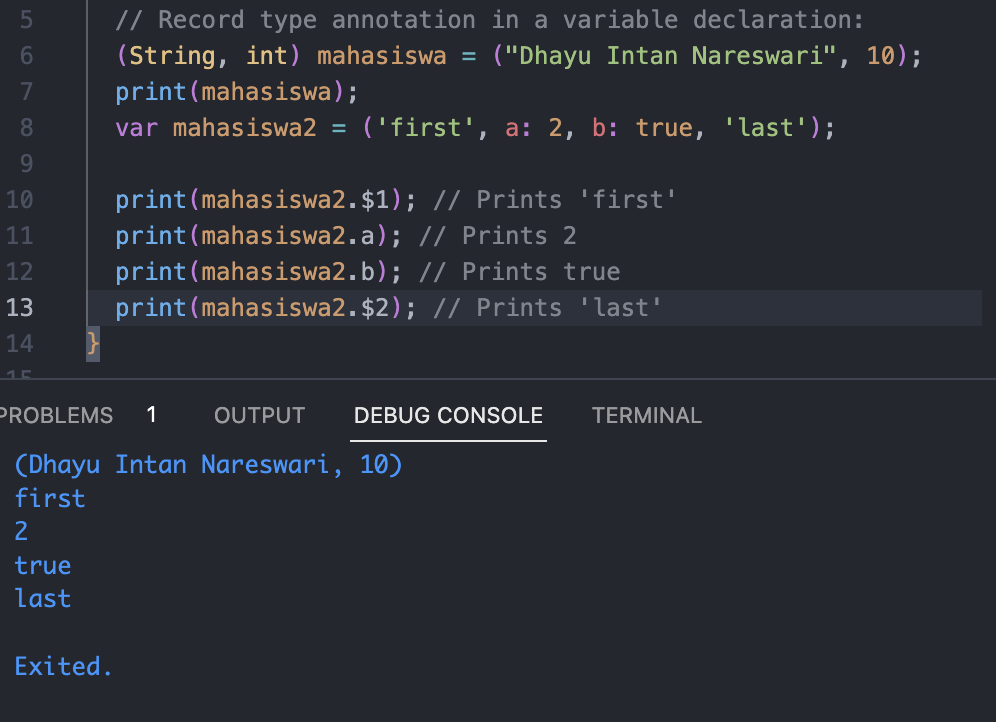 5 // Record type annotation in a variable declaration:
6 (String, int) mahasiswa = ("Dhayu Intan Nareswari", 10);
7 print(mahasiswa);
8 var mahasiswa2 = ('first', a: 2, b: true, 'last');
9
10 print(mahasiswa2.$1); // Prints 'first'
11 print(mahasiswa2.a); // Prints 2
12 print(mahasiswa2.b); // Prints true
13 print(mahasiswa2.$2); // Prints 'last'
14 }
15
PROBLEMS 1 OUTPUT DEBUG CONSOLE TERMINAL
(Dhayu Intan Nareswari, 10)
first
2
true
last
Exited.